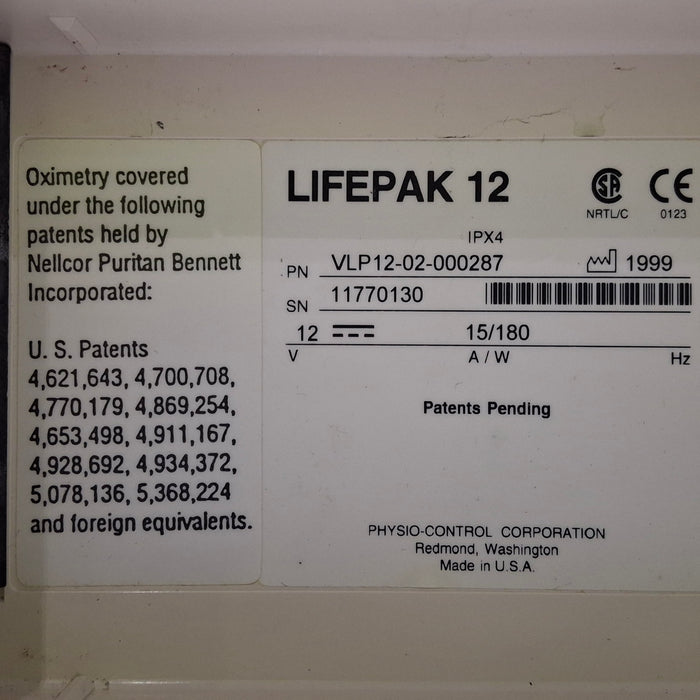 Oximetry covered
under the following
patents held by
Nellcor Puritan Bennett
Incorporated:
U. S. Patents
4,621,643, 4,700,708,
4,770,179, 4,869,254,
4,653,498, 4,911,167,
4,928,692, 4,934,372,
5,078,136, 5,368,224
and foreign equivalents.
LIFEPAK 12
SA CE
NRTL/C 0123
IPX4
PN VLP12-02-000287 1999
SN 11770130
12 15/180
V A / W Hz
Patents Pending
PHYSIO-CONTROL CORPORATION
Redmond, Washington
Made in U.S.A.